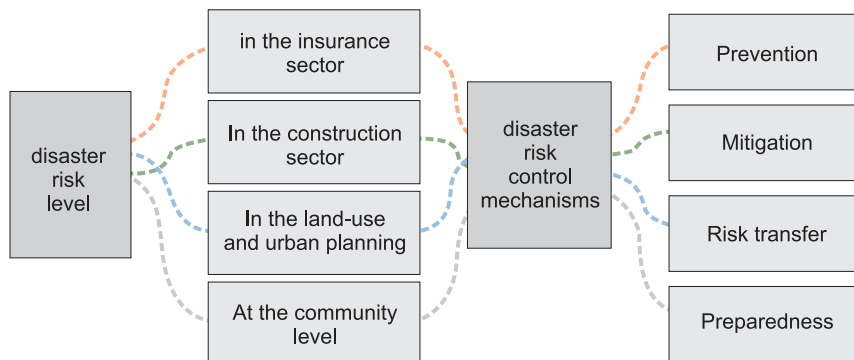 disaster
risk
level
in the insurance
sector
In the construction
sector
In the land-use
and urban planning
At the community
level
disaster
risk
control
mechanisms
Prevention
Mitigation
Risk transfer
Preparedness